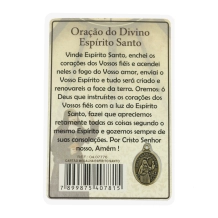 Oração do Divino
Espírito Santo
Vinde Espírito Santo, enchei os
corações dos Vossos fiéis e acendei
neles o fogo do Vosso amor, enviai o
Vosso Espírito e tudo será criado e
renovareis a face da terra. Oremos: ó
Deus que instruístes os corações dos
Vossos fiéis com a luz do Espírito
Santo, fazei que apreciemos
retamente todas as coisas segundo o
mesmo Espírito e gozemos sempre de
suas consolações. Por Cristo Senhor
nosso, Amém !
7899875407815